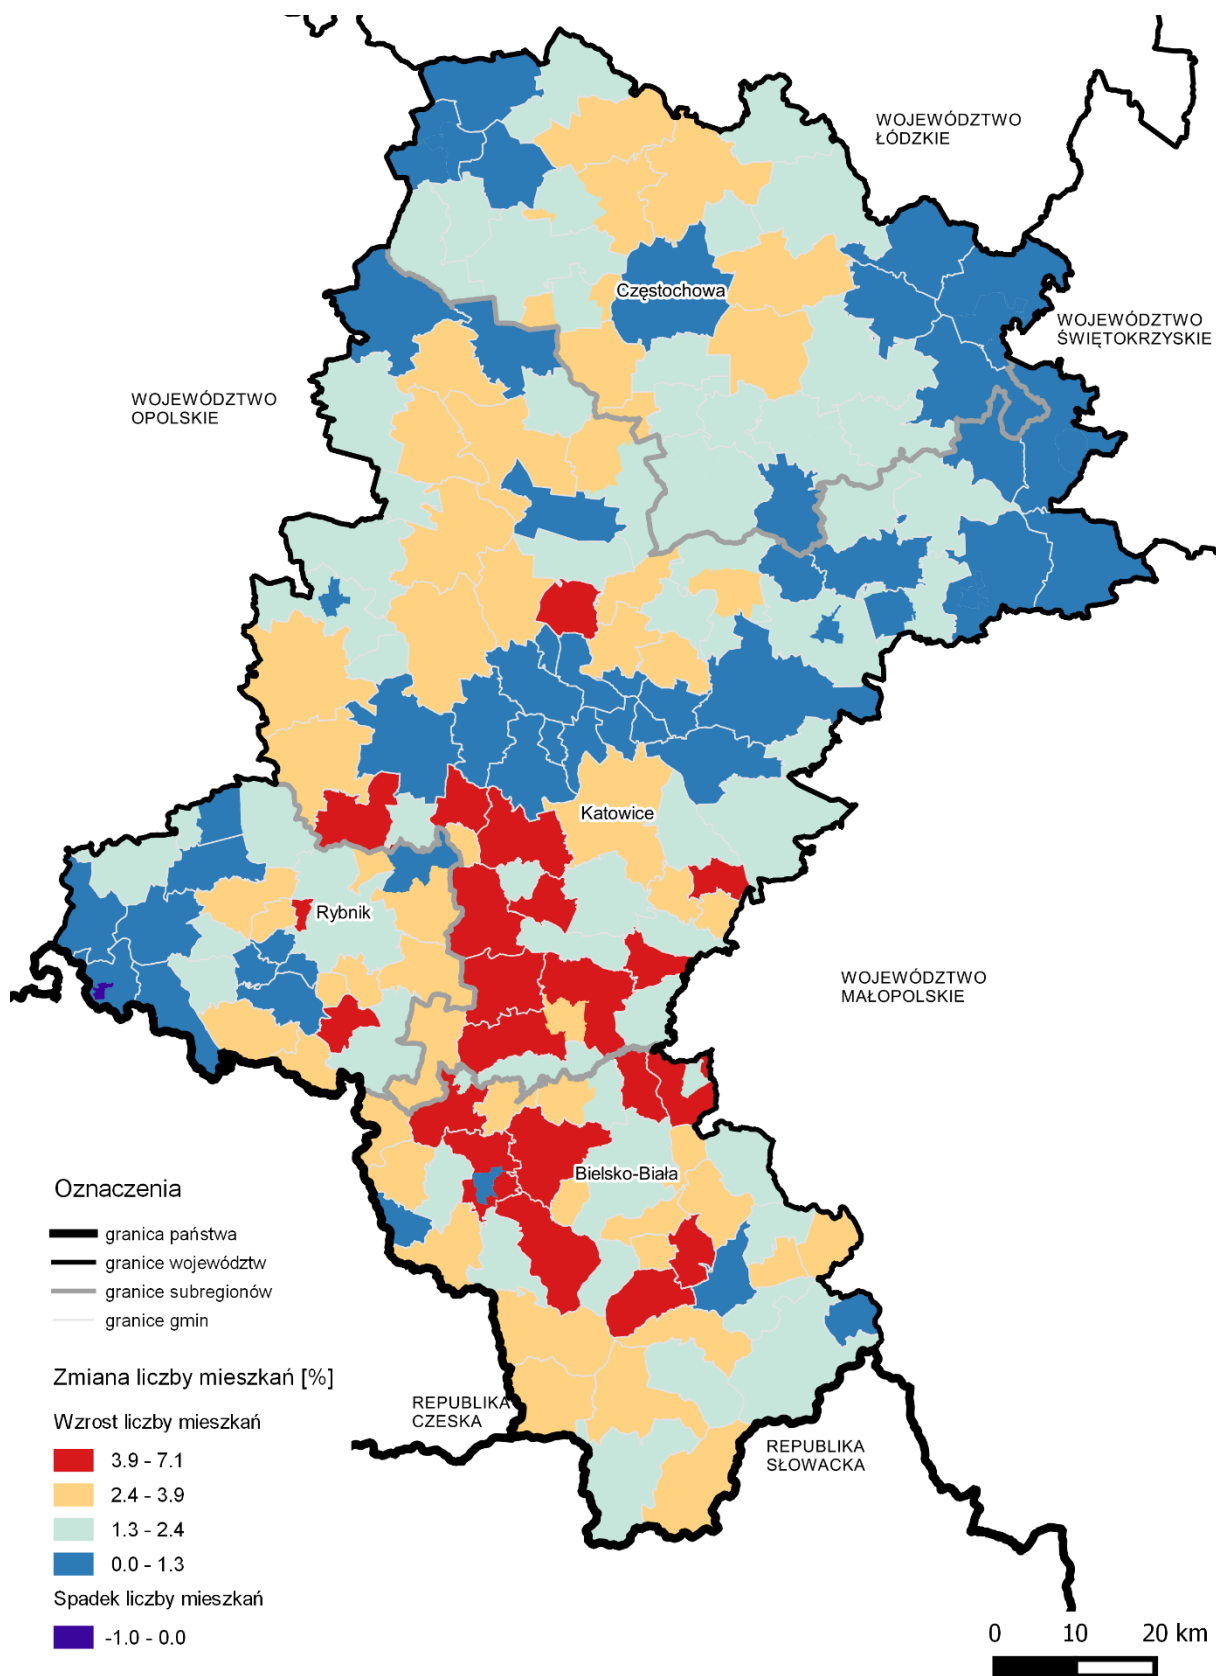 WOJEWÓDZTWO
ŁÓDZKIE
Częstochowa
WOJEWÓDZTWO
ŚWIĘTOKRZYSKIE
WOJEWÓDZTWO
OPOLSKIE
Katowice
Rybnik
WOJEWÓDZTWO
MAŁOPOLSKIE
Bielsko-Biała
Oznaczenia
granica państwa
granice województw
granice subregionów
granice gmin
Zmiana liczby mieszkań [%]
Wzrost liczby mieszkań
3.9 - 7.1
2.4 - 3.9
1.3 - 2.4
0.0 - 1.3
Spadek liczby mieszkań
-1.0 - 0.0
REPUBLIKA
CZESKA
REPUBLIKA
SŁOWACKA
0 10 20 km